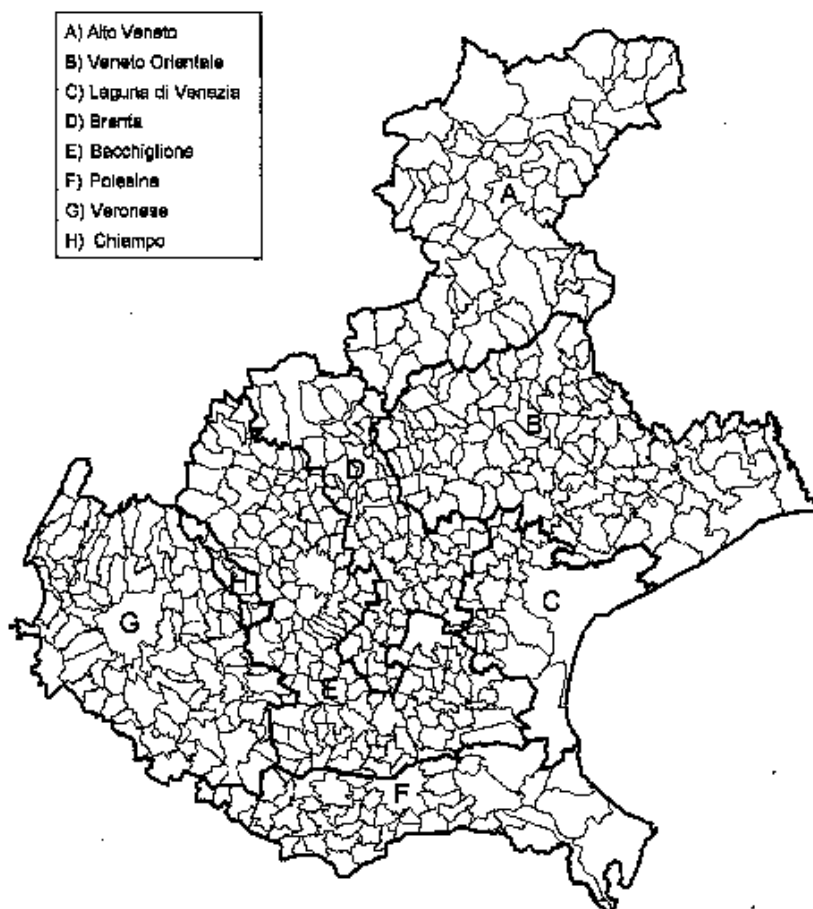 A) Alto Veneto
B) Veneto Orientale
C) Laguna di Venezia
D) Brenta
E) Bacchiglione
F) Polesine
G) Veronese
H) Chiampo
A
B
D
C
H
G
E
F